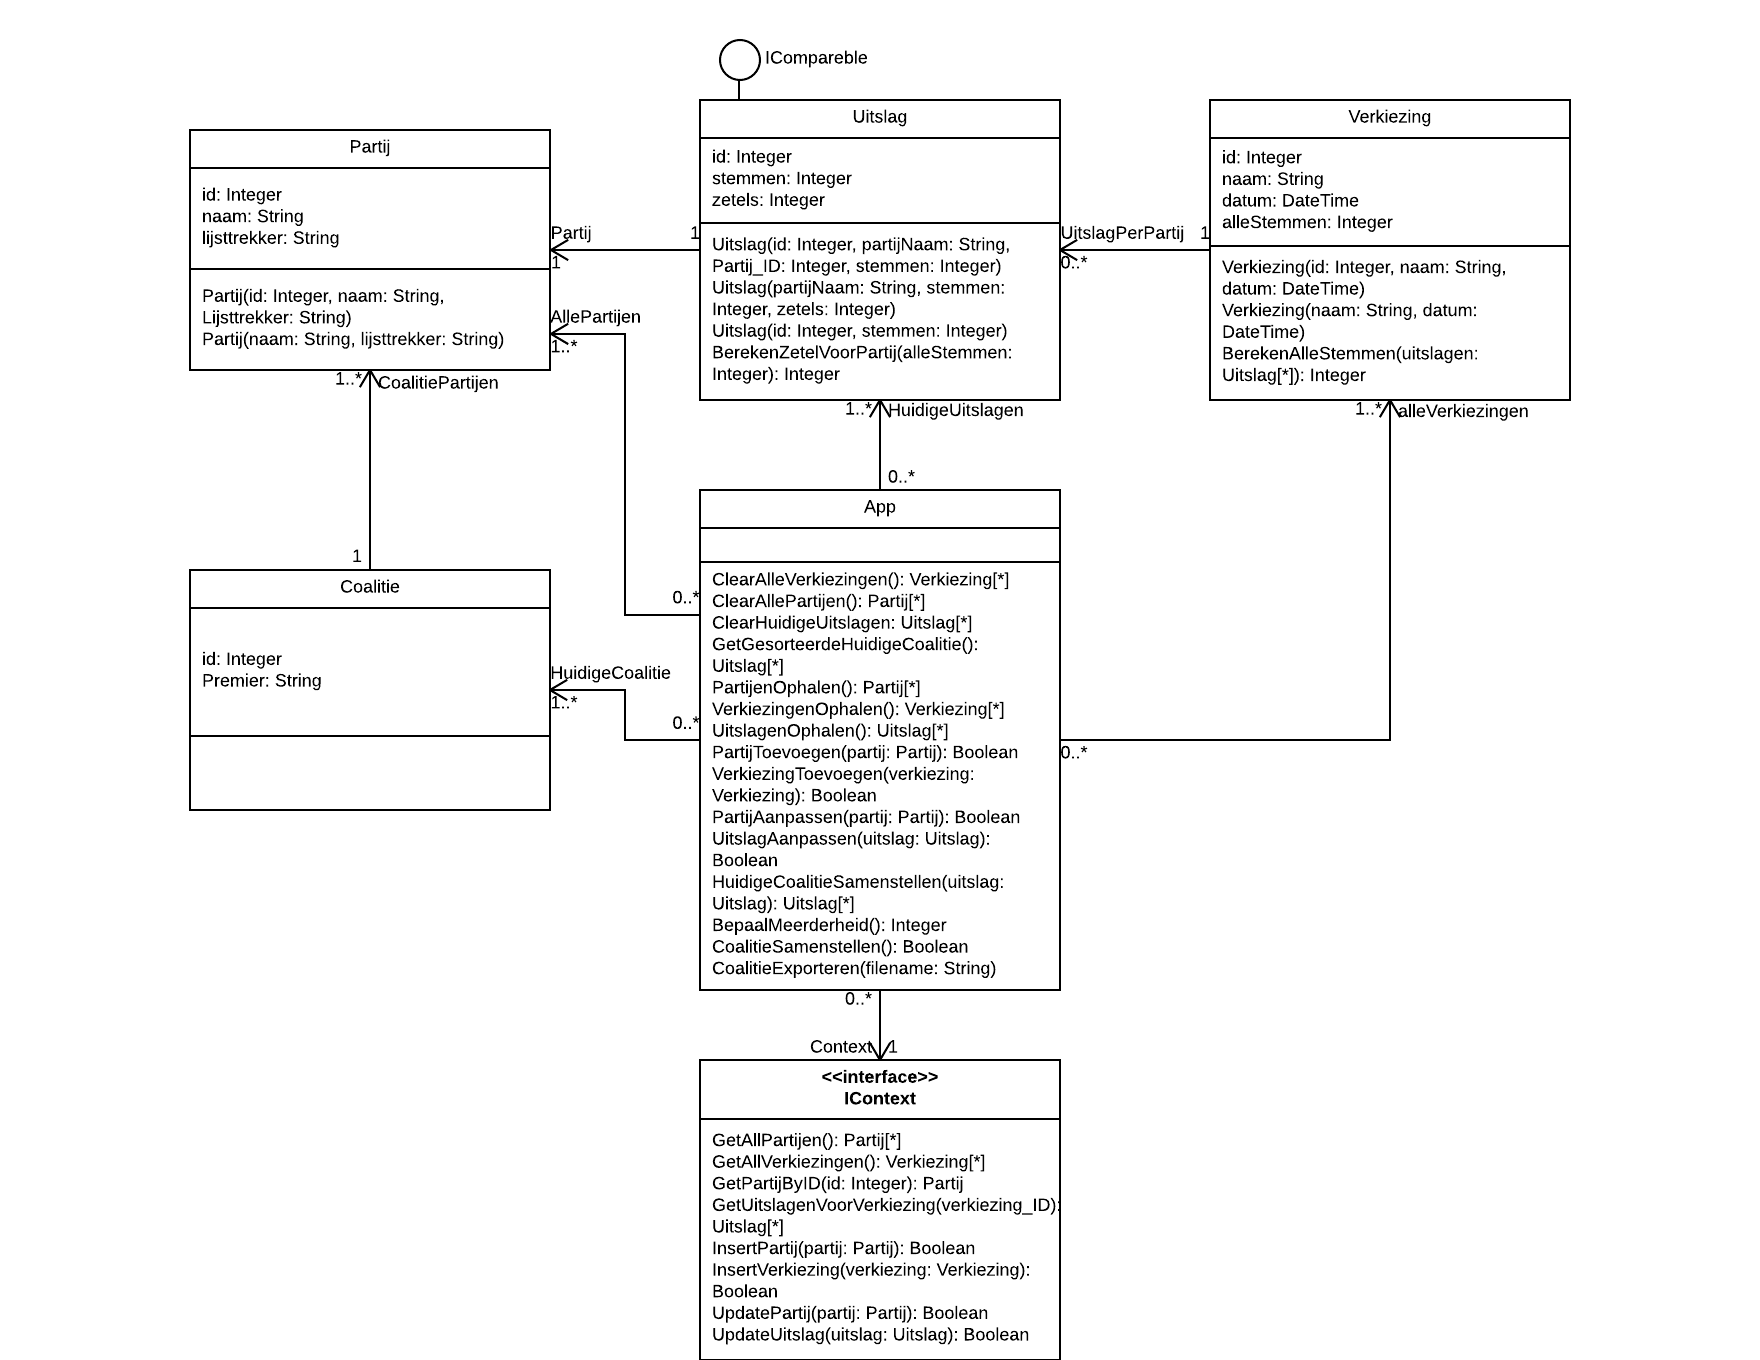 ICompareble
Partij
id: Integer
naam: String
lijsttrekker: String
Partij(id: Integer, naam: String,
Lijsttrekker: String)
Partij(naam: String, lijsttrekker: String)
Partij
1
1
AllePartijen
1..*
1..*
CoalitiePartijen
1
Uitslag
id: Integer
stemmen: Integer
zetels: Integer
Uitslag(id: Integer, partijNaam: String,
Partij_ID: Integer, stemmen: Integer)
Uitslag(partijNaam: String, stemmen:
Integer, zetels: Integer)
Uitslag(id: Integer, stemmen: Integer)
BerekenZetelVoorPartij(alleStemmen:
Integer): Integer
UitslagPerPartij
1
0..*
1..*
HuidigeUitslagen
0..*
Verkiezing
id: Integer
naam: String
datum: DateTime
alleStemmen: Integer
Verkiezing(id: Integer, naam: String,
datum: DateTime)
Verkiezing(naam: String, datum:
DateTime)
BerekenAlleStemmen(uitslagen:
Uitslag[*]): Integer
1..*
alleVerkiezingen
Coalitie
id: Integer
Premier: String
HuidigeCoalitie
1..*
0..*
0..*
App
ClearAlleVerkiezingen(): Verkiezing[*]
ClearAllePartijen(): Partij[*]
ClearHuidigeUitslagen: Uitslag[*]
GetGesorteerdeHuidigeCoalitie():
Uitslag[*]
PartijenOphalen(): Partij[*]
VerkiezingenOphalen(): Verkiezing[*]
UitslagenOphalen(): Uitslag[*]
PartijToevoegen(partij: Partij): Boolean
VerkiezingToevoegen(verkiezing:
Verkiezing): Boolean
PartijAanpassen(partij: Partij): Boolean
UitslagAanpassen(uitslag: Uitslag):
Boolean
HuidigeCoalitieSamenstellen(uitslag:
Uitslag): Uitslag[*]
BepaalMeerderheid(): Integer
CoalitieSamenstellen(): Boolean
CoalitieExporteren(filename: String)
0..*
0..*
Context
1
<<interface>>
IContext
GetAllPartijen(): Partij[*]
GetAllVerkiezingen(): Verkiezing[*]
GetPartijByID(id: Integer): Partij
GetUitslagenVoorVerkiezing(verkiezing_ID):
Uitslag[*]
InsertPartij(partij: Partij): Boolean
InsertVerkiezing(verkiezing: Verkiezing):
Boolean
UpdatePartij(partij: Partij): Boolean
UpdateUitslag(uitslag: Uitslag): Boolean